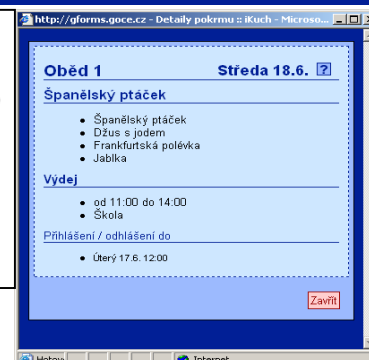 http://gforms.goce.cz - Detaily pokrmu :: iKuch - Microso...
Oběd 1 Středa 18.6. ?
Španělský ptáček
Španělský ptáček
Džus s jodem
Frankfurtská polévka
Jablka
Výdej
od 11:00 do 14:00
Škola
Přihlášení / odhlášení do
Úterý 17.6. 12:00
Zavřít
Hotovo
Internet